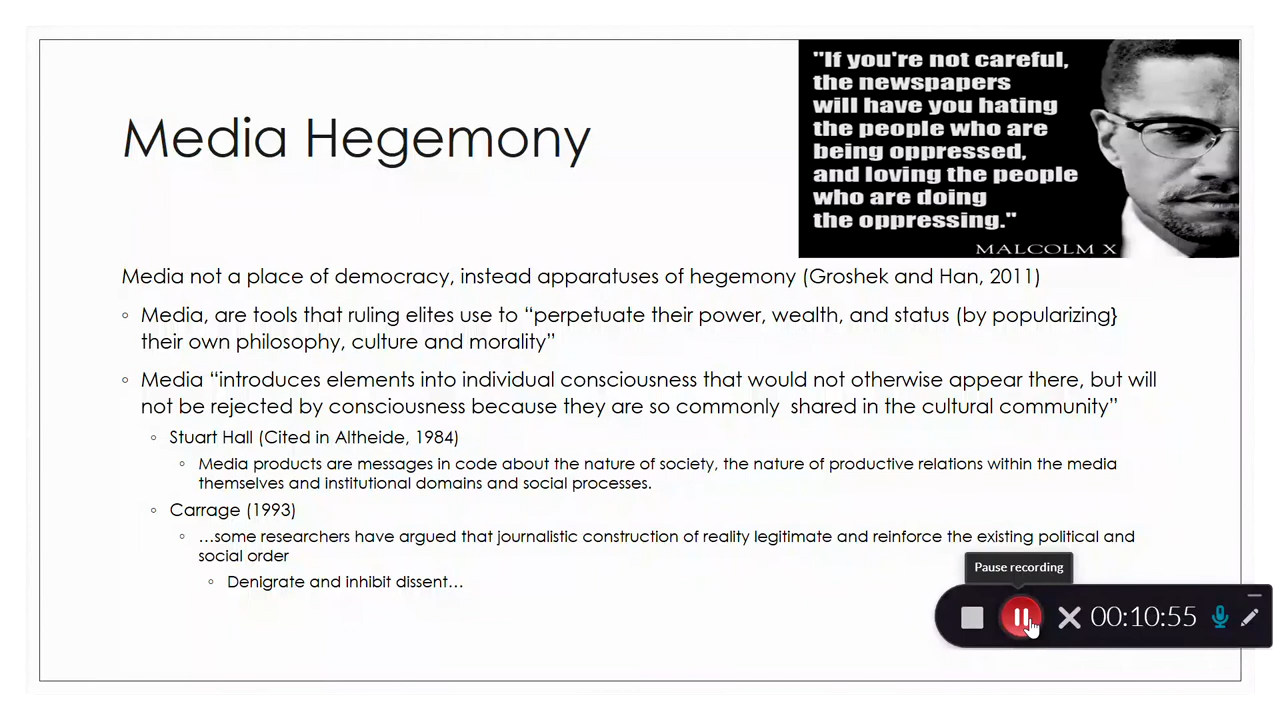 "If you're not careful,
the newspapers
will have you hating
the people who are
being oppressed,
and loving the people
who are doing
the oppressing."
MALCOLM X
Media Hegemony
Media not a place of democracy, instead apparatuses of hegemony (Groshek and Han, 2011)
◦ Media, are tools that ruling elites use to “perpetuate their power, wealth, and status (by popularizing}
their own philosophy, culture and morality”
◦ Media “introduces elements into individual consciousness that would not otherwise appear there, but will
not be rejected by consciousness because they are so commonly shared in the cultural community”
◦ Stuart Hall (Cited in Altheide, 1984)
◦ Media products are messages in code about the nature of society, the nature of productive relations within the media
themselves and institutional domains and social processes.
◦ Carrage (1993)
◦ …some researchers have argued that journalistic construction of reality legitimate and reinforce the existing political and
social order
◦ Denigrate and inhibit dissent…
Pause recording
00:10:55